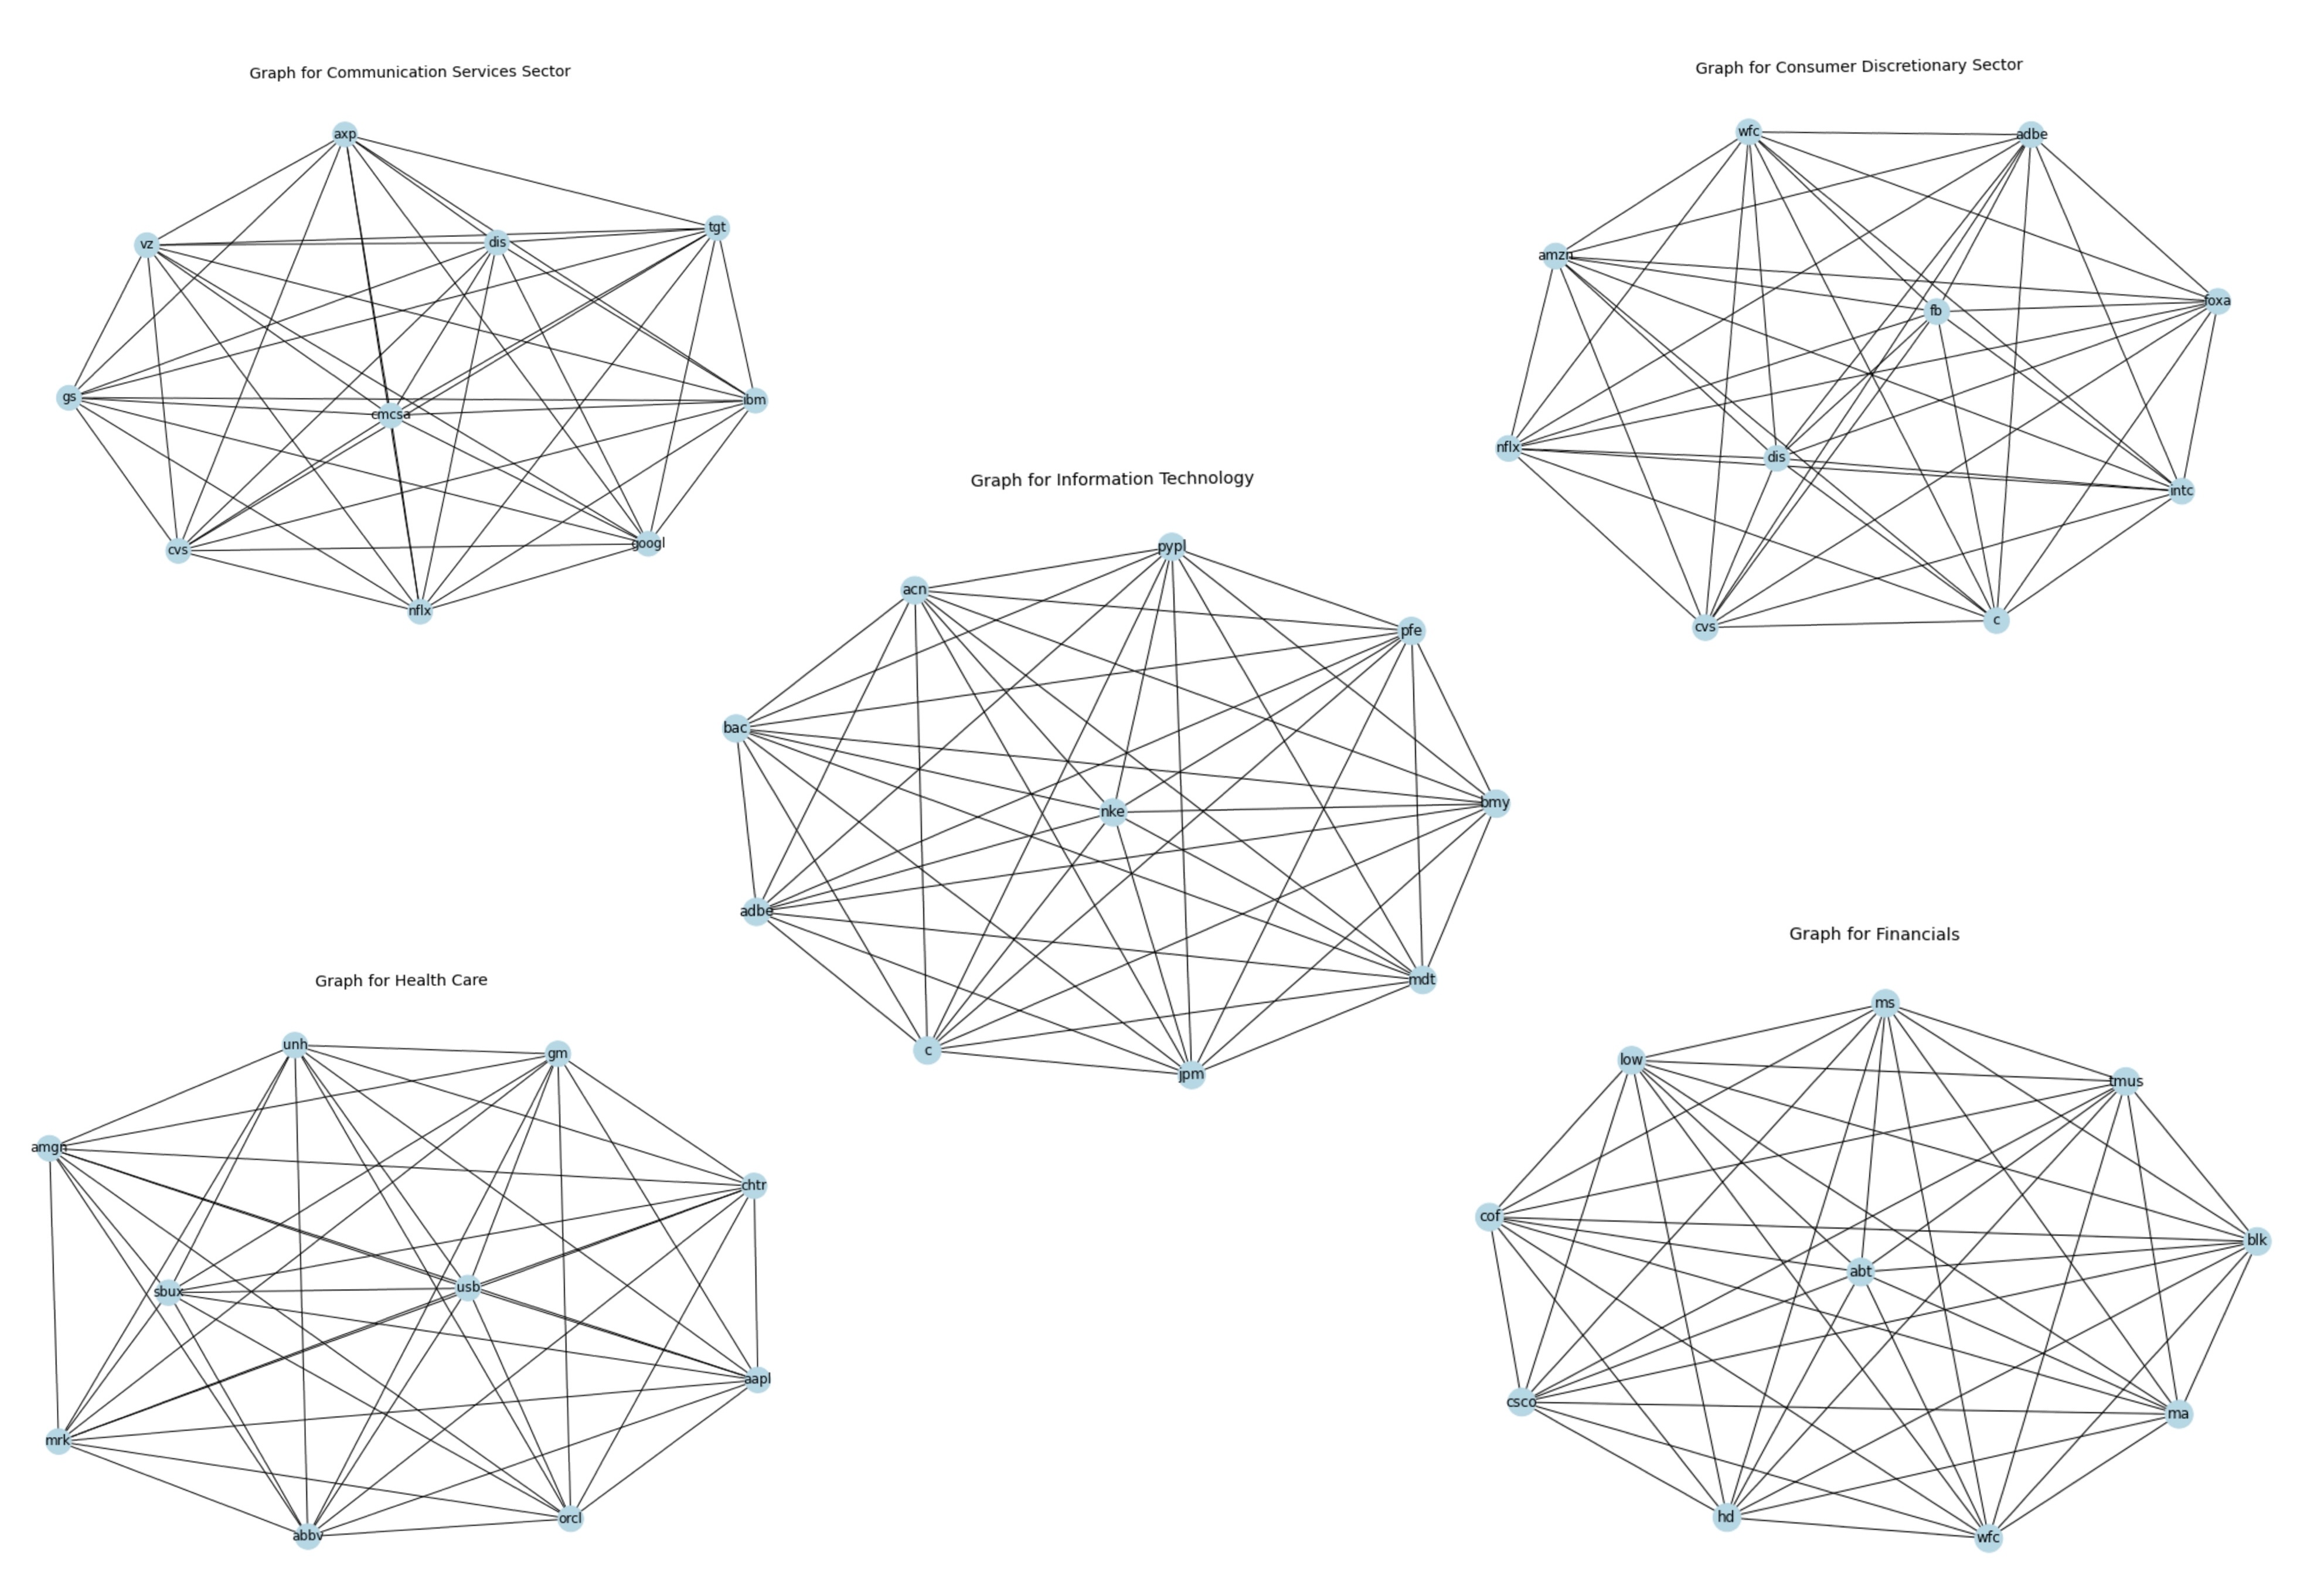 Graph for Communication Services Sector
axp
tgt
vz
dis
gs
cmcsa
ibm
cvs
googl
nflx
Graph for Consumer Discretionary Sector
wfc
adbe
amzn
foxa
fb
nflx
dis
intc
cvs
c
Graph for Information Technology
pypl
acn
pfe
bac
bmy
nke
adbe
mdt
c
jpm
Graph for Health Care
unh
gm
amgn
chtr
sbux
usb
aapl
mrk
orcl
abbv
Graph for Financials
ms
low
tmus
cof
blk
abt
csco
ma
hd
wfc